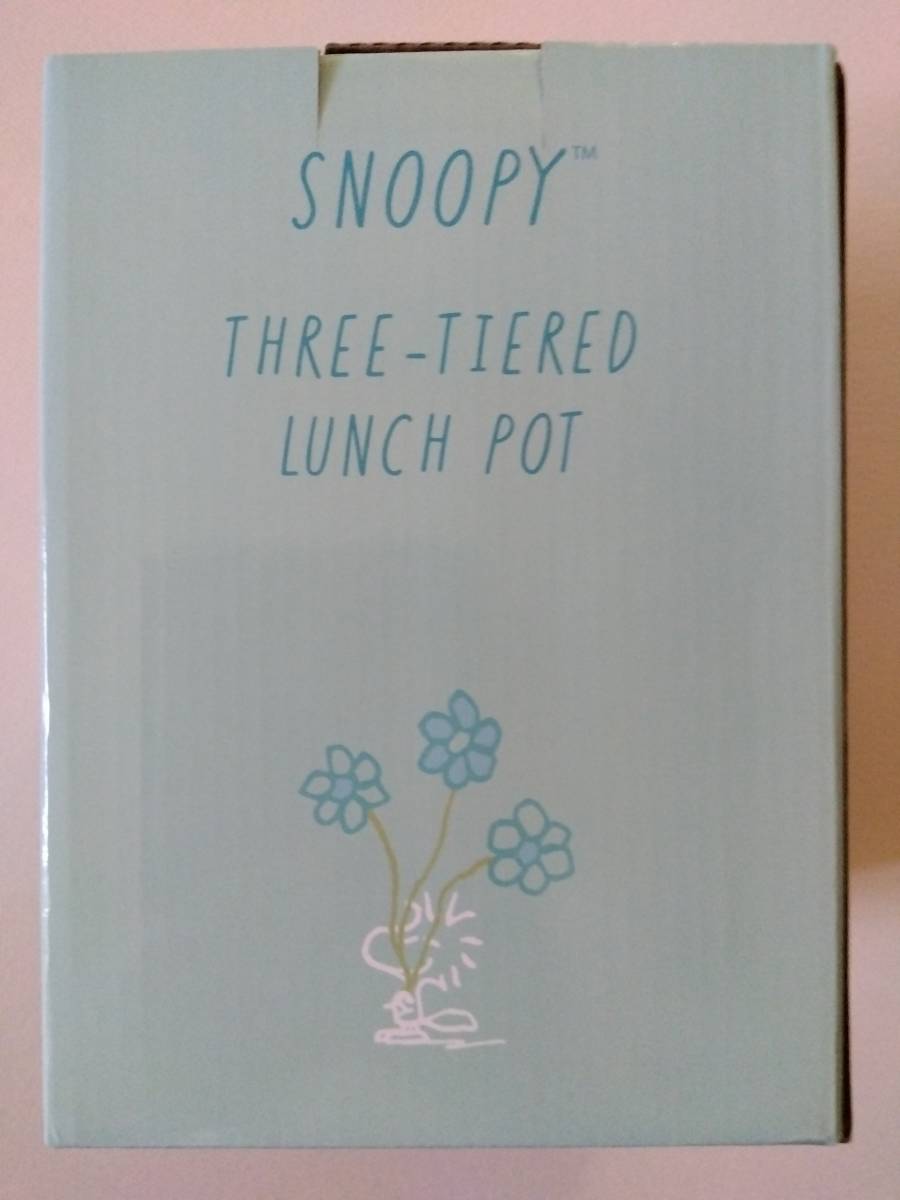 SNOOPY™
THREE-TIERED
LUNCH POT